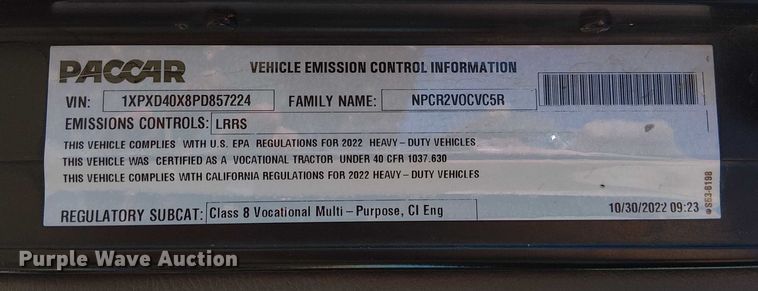 PACCAR
VEHICLE EMISSION CONTROL INFORMATION
VIN: 1XPXD40X8PD857224 FAMILY NAME: NPCR2VOCVC5R
EMISSIONS CONTROLS: LRRS
THIS VEHICLE COMPLIES WITH U.S. EPA REGULATIONS FOR 2022 HEAVY-DUTY VEHICLES
THIS VEHICLE WAS CERTIFIED AS A VOCATIONAL TRACTOR UNDER 40 CFR 1037.630
THIS VEHICLE COMPLIES WITH CALIFORNIA REGULATIONS FOR 2022 HEAVY-DUTY VEHICLES
REGULATORY SUBCAT: Class 8 Vocational Multi-Purpose, CI Eng
10/30/2022 09:23
S63-6198
Purple Wave Auction